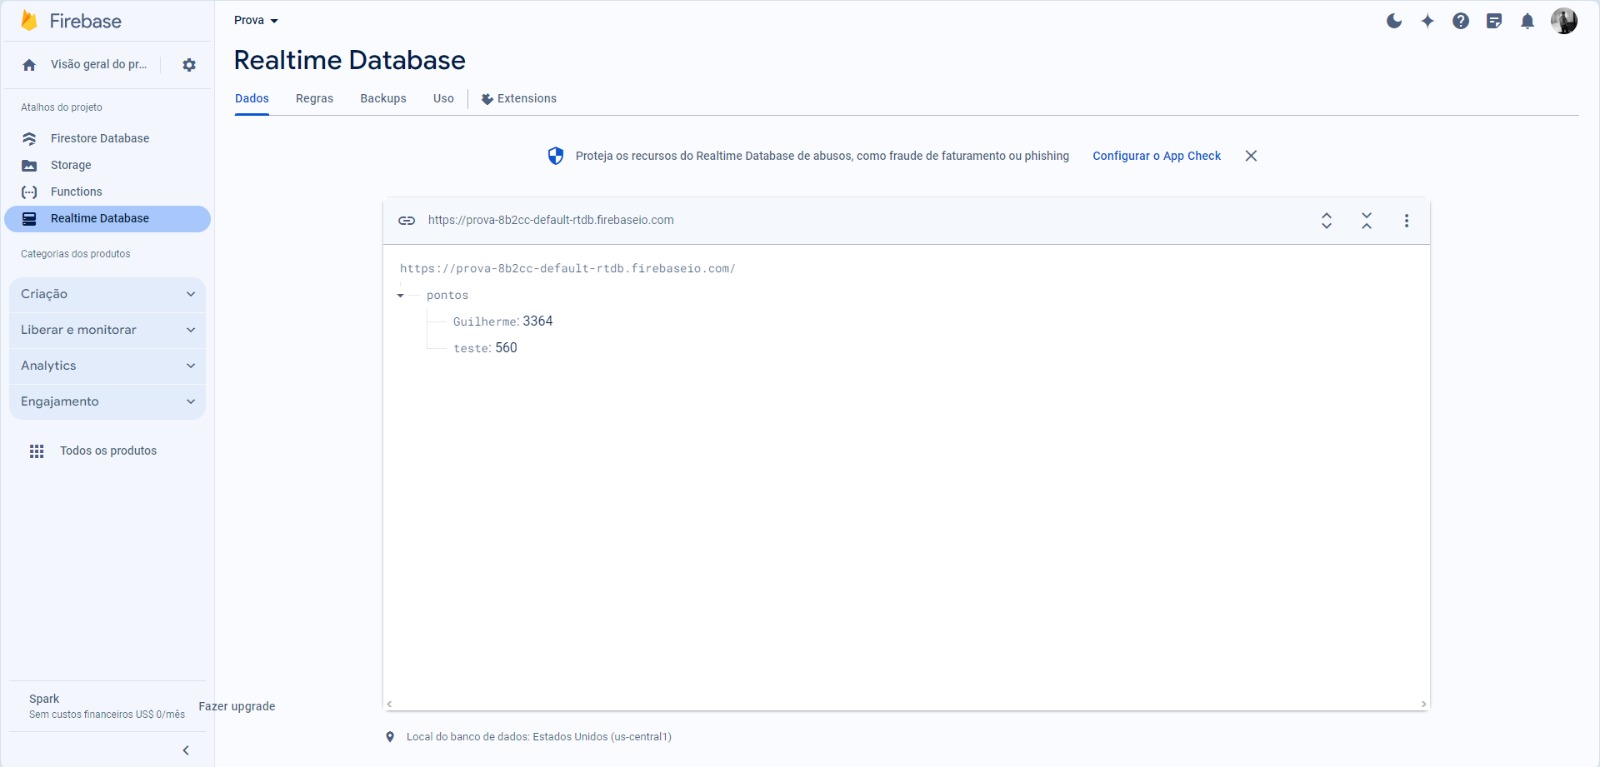 Firebase
Visão geral do pr...
Atalhos do projeto
Firestore Database
Storage
Functions
Realtime Database
Categorias dos produtos
Criação
Liberar e monitorar
Analytics
Engajamento
Todos os produtos
Spark
Sem custos financeiros US$ 0/mês
Fazer upgrade
Prova
Realtime Database
Dados Regras Backups Uso Extensions
Proteja os recursos do Realtime Database de abusos, como fraude de faturamento ou phishing Configurar o App Check
https://prova-8b2cc-default-rtdb.firebaseio.com
https://prova-8b2cc-default-rtdb.firebaseio.com/
pontos
Guilherme: 3364
teste: 560
Local do banco de dados: Estados Unidos (us-central1)